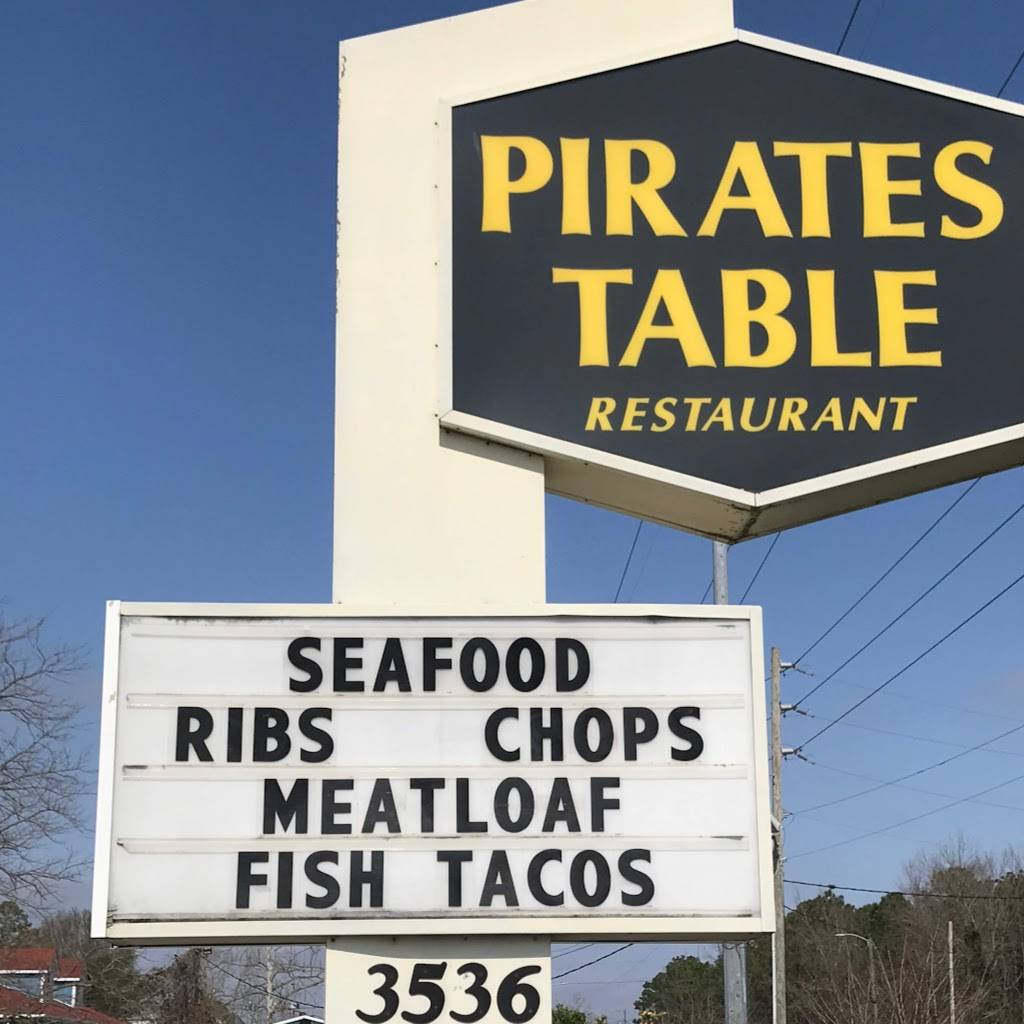 PIRATES
TABLE
RESTAURANT
SEAFOOD
RIBS CHOPS
MEATLOAF
FISH TACOS
3536